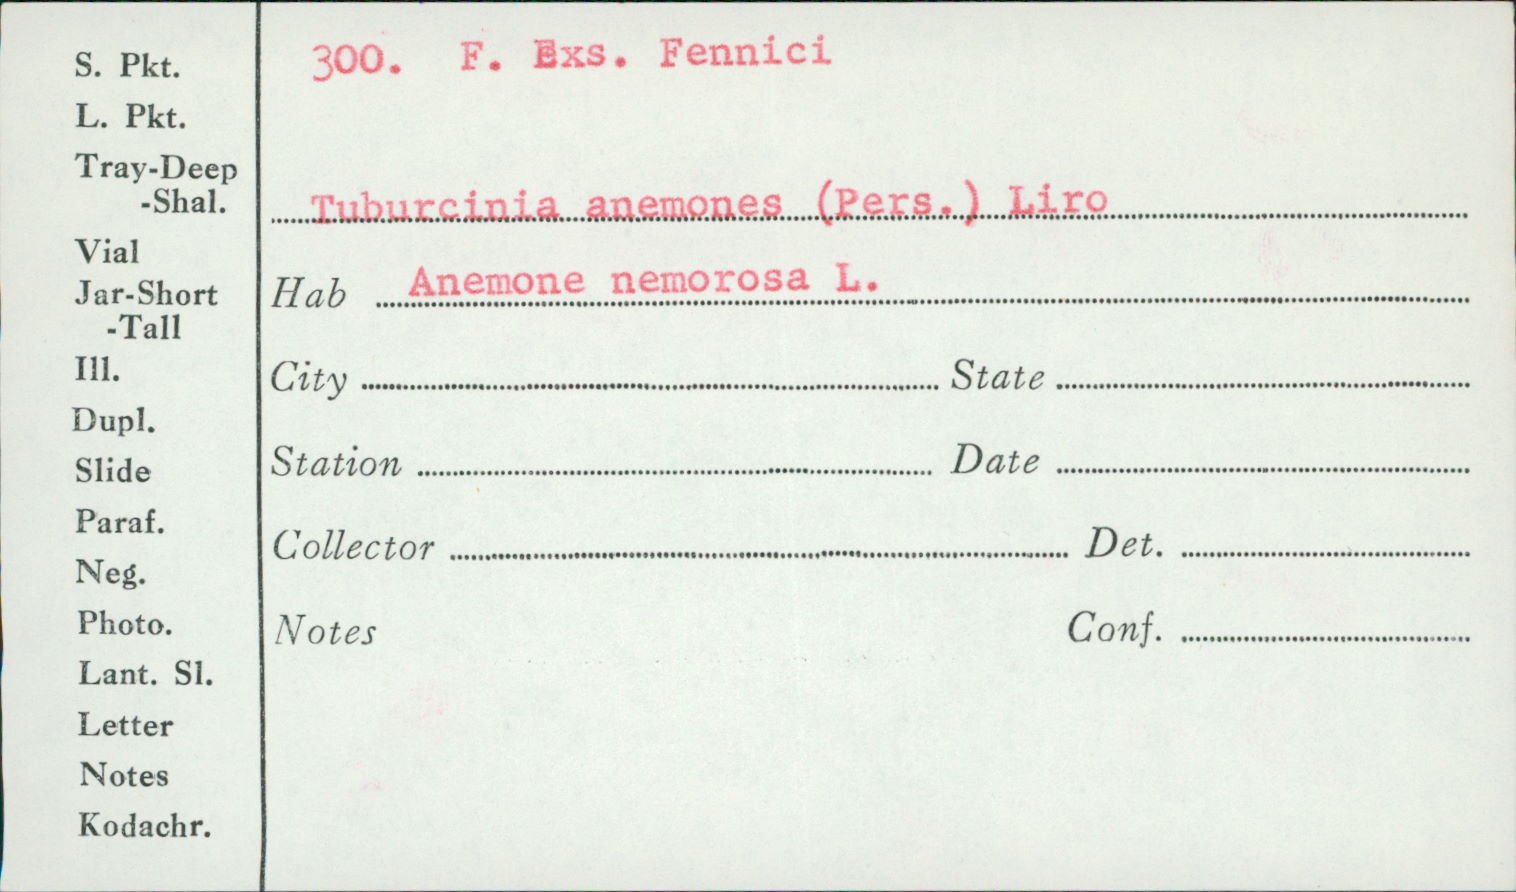 300. F. Exs. Fennici
Tuburcinia anemones (Pers.) Liro
Hab Anemone nemorosa L.
City State
Station Date
Collector Det.
Notes Conf.
S. Pkt.
L. Pkt.
Tray-Deep
-Shal.
Vial
Jar-Short
-Tall
Ill.
Dupl.
Slide
Paraf.
Neg.
Photo.
Lant. Sl.
Letter
Notes
Kodachr.